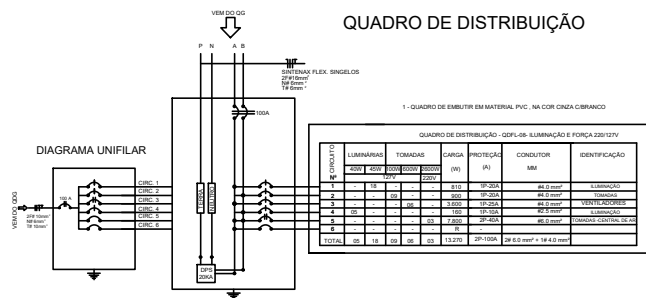 QUADRO DE DISTRIBUIÇÃO
VEM DO QG
P N A B
SINTENAX FLEX. SINGELOS
2F#16mm²
N# 6mm²
T# 6mm²
100A
1 - QUADRO DE EMBUTIR EM MATERIAL PVC , NA COR CINZA C/BRANCO
DIAGRAMA UNIFILAR
CIRC. 1
CIRC. 2
CIRC. 3
CIRC. 4
CIRC. 5
CIRC. 6
VEM DO QDG
100 A
TERRA
NEUTRO
DPS
20KA
QUADRO DE DISTRIBUIÇÃO - QDFL-08- ILUMINAÇÃO E FORÇA 220/127V
CIRCUITO Nº LUMINÁRIAS TOMADAS CARGA (W) PROTEÇÃO (A) CONDUTOR MM IDENTIFICAÇÃO
40W 45W 100W 600W 2600W
127V 220V
1 - 18 - - - 810 1P-20A #4.0 mm² ILUMINAÇÃO
2 - - 09 - - 900 1P-20A #4.0 mm² TOMADAS
3 - - - 06 - 3.600 1P-25A #4.0 mm² VENTILADORES
4 05 - - - - 160 1P-10A #2.5 mm² ILUMINAÇÃO
5 - - - - 03 7.800 2P-40A #6.0 mm² TOMADAS -CENTRAL DE AR
6 - - - - - R -
TOTAL 05 18 09 06 03 13.270 2P-100A 2# 6.0 mm² + 1# 4.0 mm²